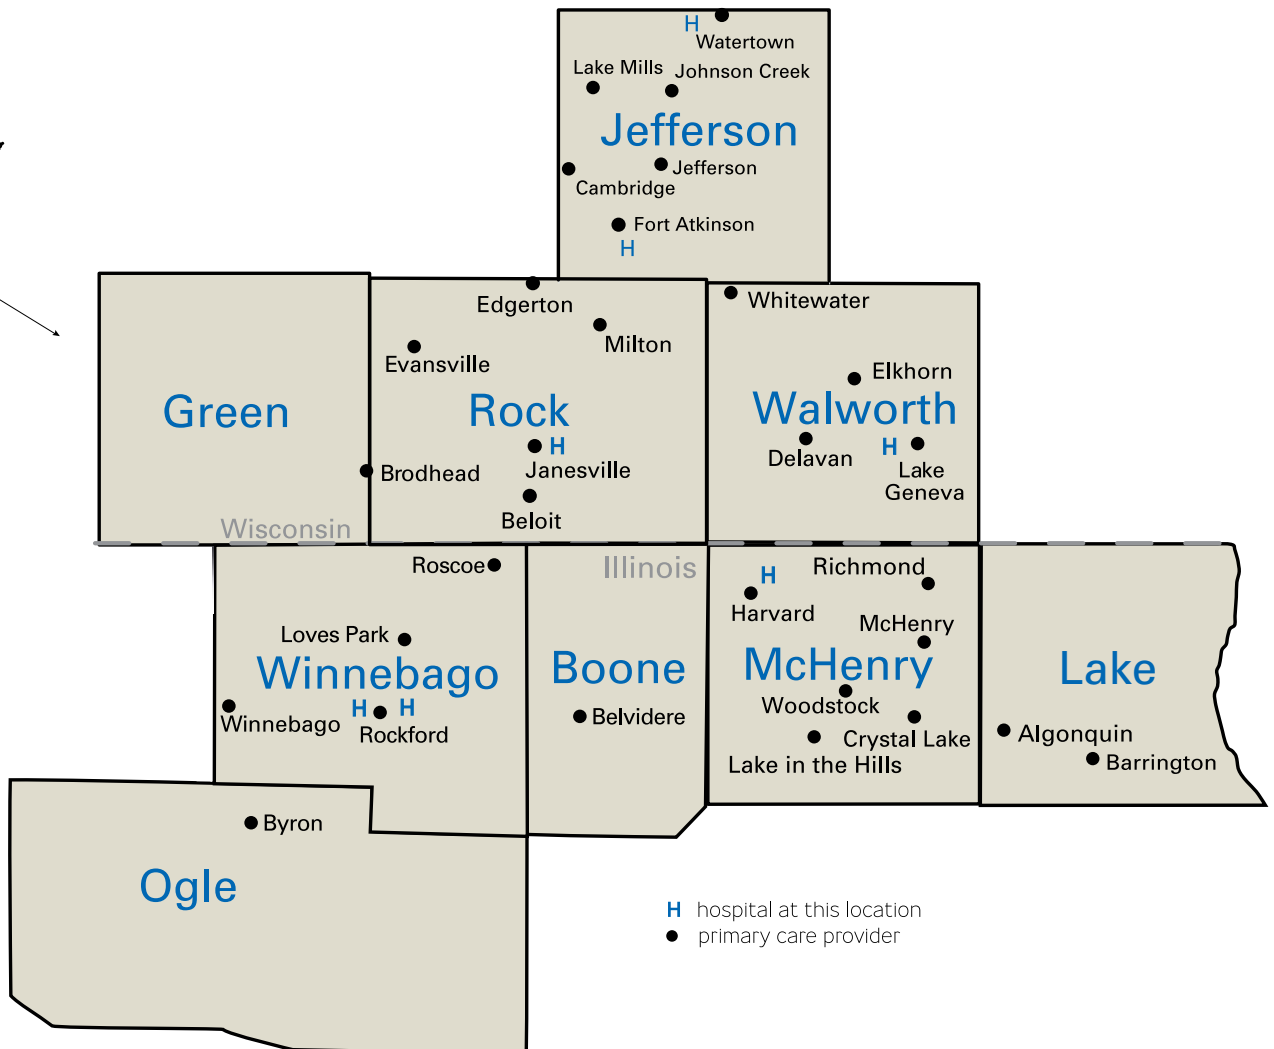 H
Watertown
Lake Mills
Johnson Creek
Jefferson
Jefferson
Cambridge
Fort Atkinson
H
Edgerton
Whitewater
Milton
Evansville
Elkhorn
Green
Rock
Walworth
H
H
Janesville
Delavan
Lake
Geneva
Brodhead
Beloit
Wisconsin
Roscoe
Illinois
H
Richmond
Harvard
McHenry
Loves Park
Winnebago
Boone
McHenry
Lake
Woodstock
H
H
Winnebago
Rockford
Belvidere
Crystal Lake
Algonquin
Lake in the Hills
Barrington
Byron
Ogle
H hospital at this location
primary care provider